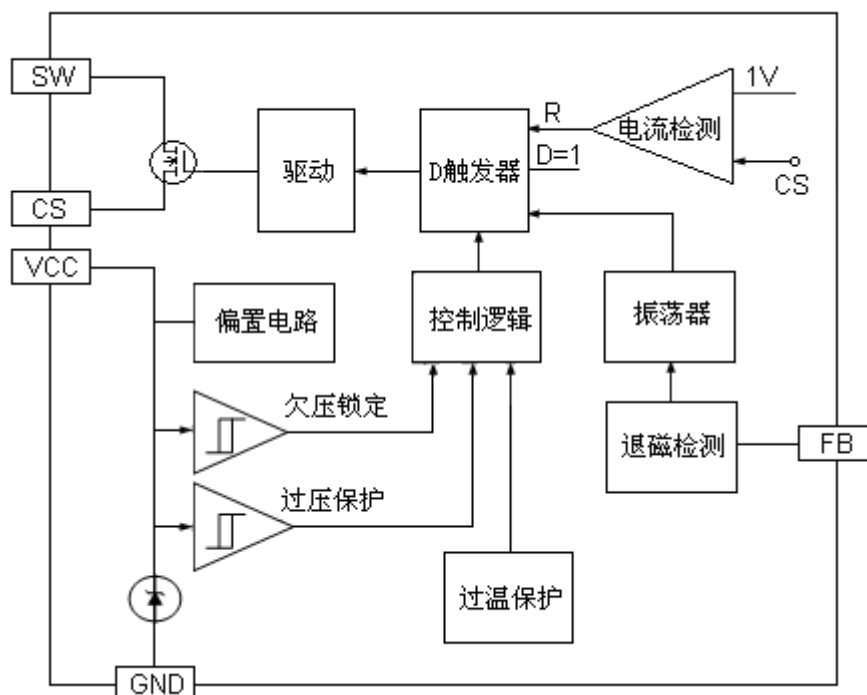 SW
1V
R
电流检测
D=1
驱动
D触发器
CS
CS
VCC
偏置电路
控制逻辑
振荡器
欠压锁定
退磁检测
FB
过压保护
过温保护
GND